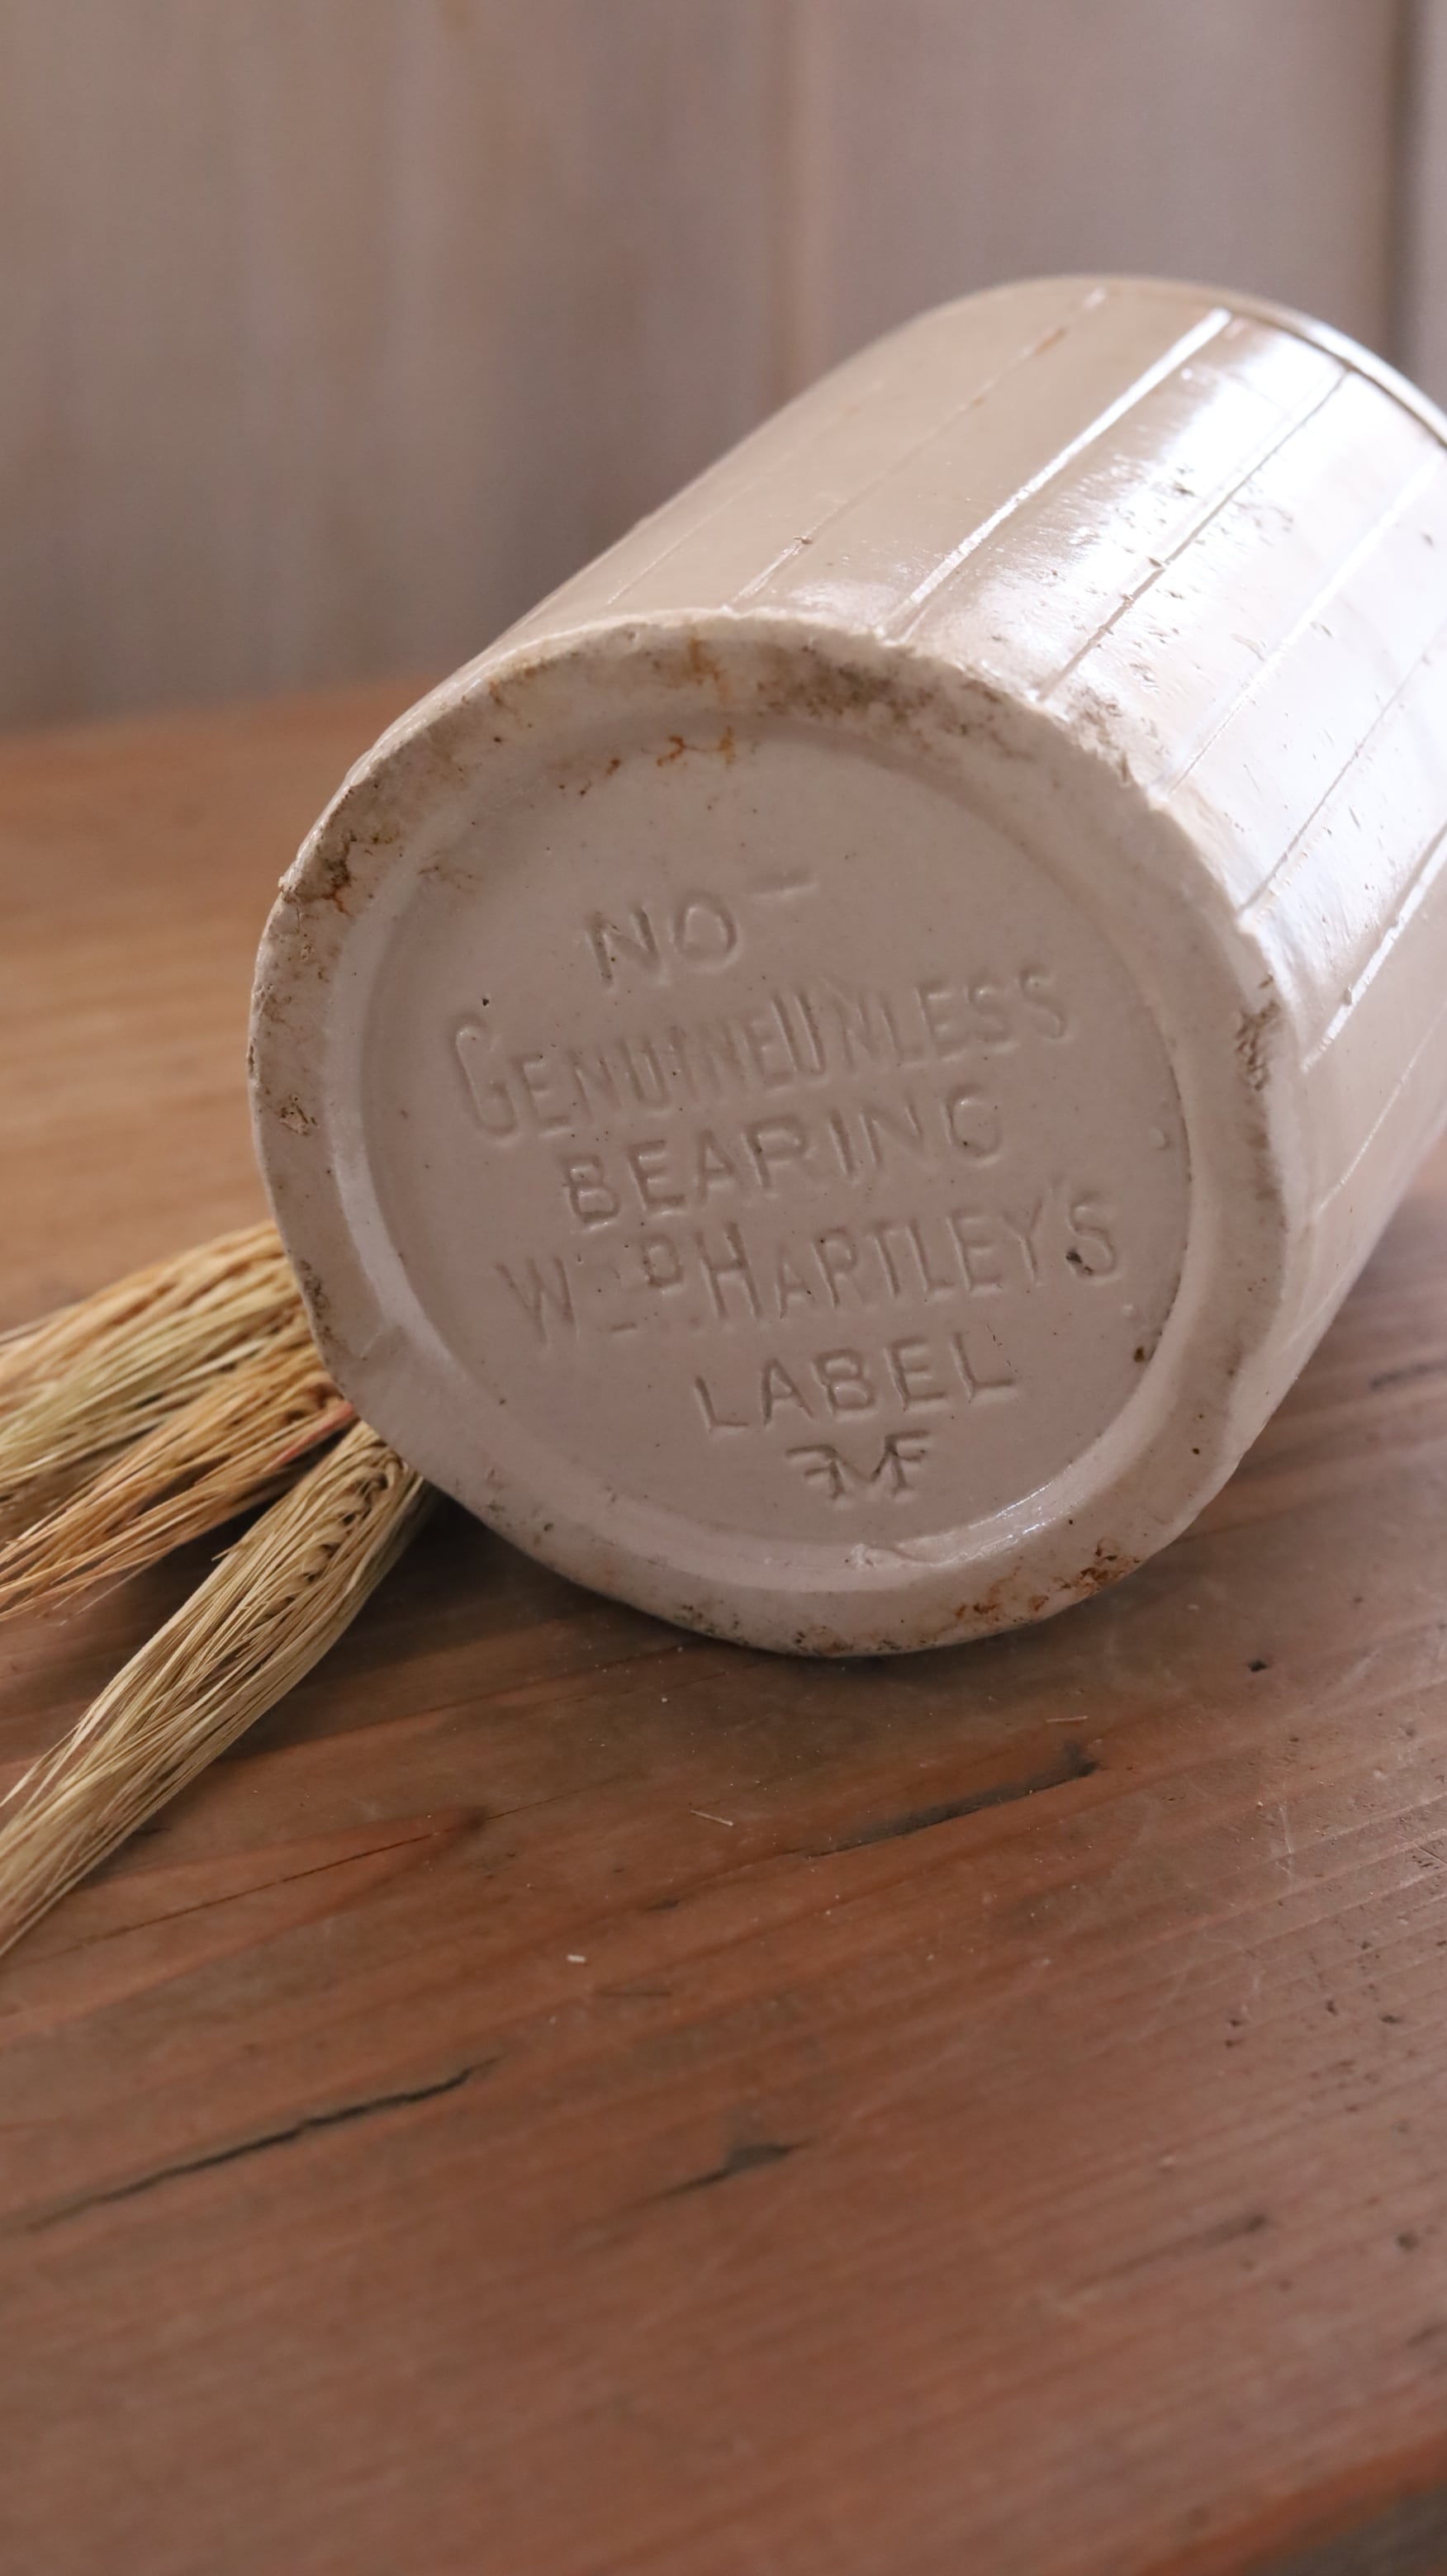 NO-
GENUINE UNLESS
BEARING
W P HARTLEY'S
LABEL